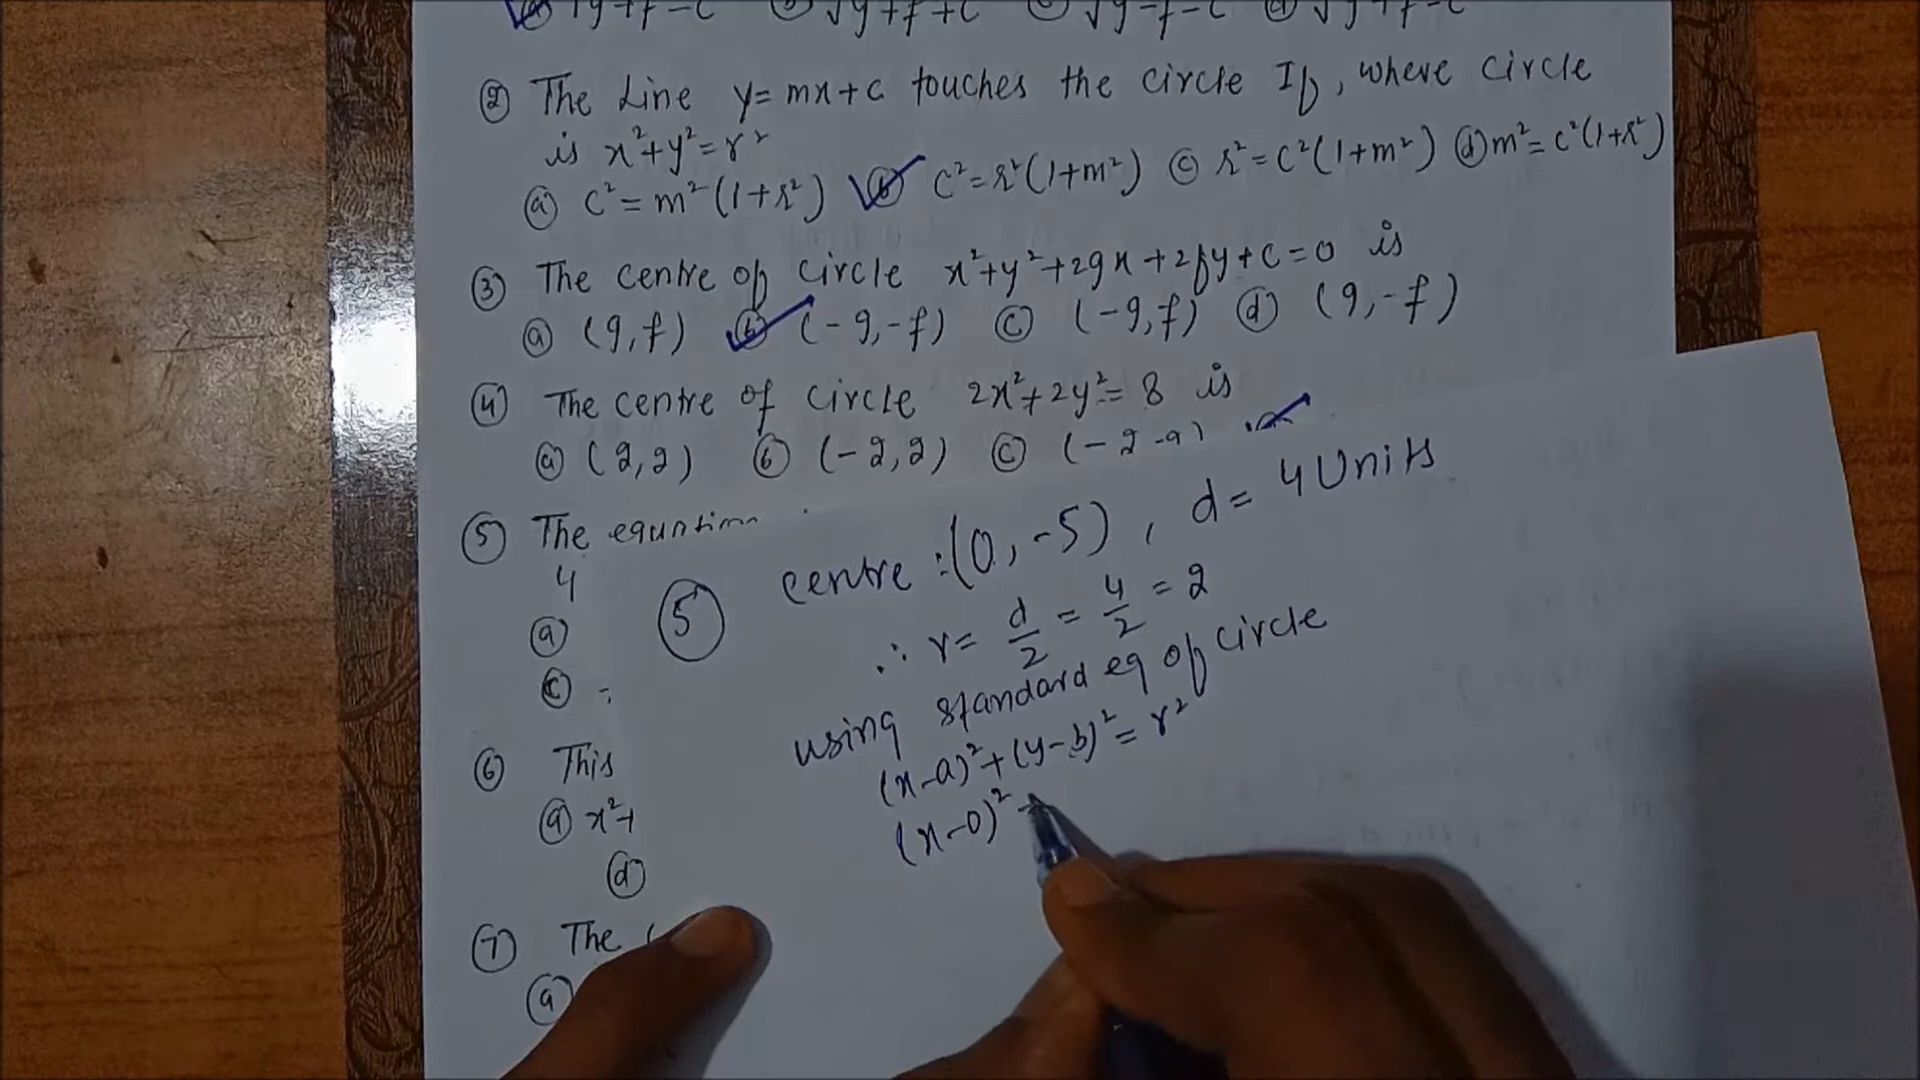 ② The Line y=mx+c touches the circle If, where circle
is x²+y²=r²
ⓐ c²=m²(1+r²) ⓑ c²=r²(1+m²) ⓒ r²=c²(1+m²) ⓓ m²=c²(1+r²)
③ The centre of circle x²+y²+2gx+2fy+c=0 is
ⓐ (g,f) ⓑ (-g,-f) ⓒ (-g,f) ⓓ (g,-f)
④ The centre of circle 2x²+2y²=8 is
ⓐ (2,2) ⓑ (-2,2) ⓒ
⑤ The
4
ⓐ
ⓒ
⑥ This
ⓐ x²+
ⓓ
⑦ The
ⓐ
⑤ centre :(0,-5), d= 4 Units
∴ r= d/2 = 4/2 = 2
using standard eq of circle
(x-a)²+(y-b)²=r²
(x-0)²